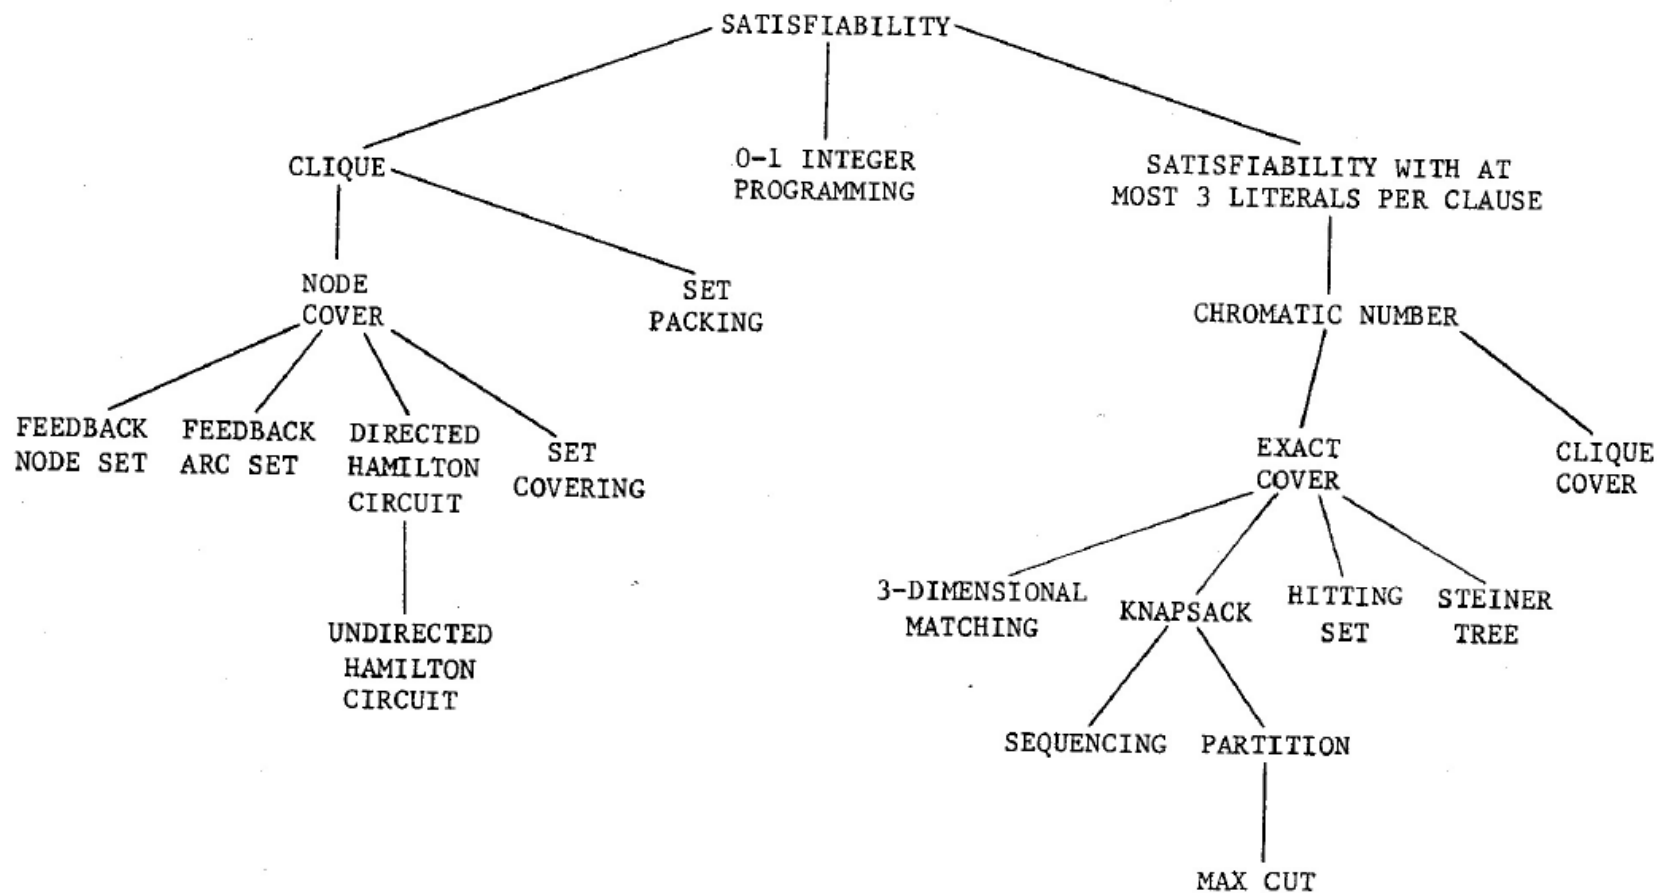 SATISFIABILITY
CLIQUE
0-1 INTEGER
PROGRAMMING
SATISFIABILITY WITH AT
MOST 3 LITERALS PER CLAUSE
NODE
COVER
SET
PACKING
CHROMATIC NUMBER
FEEDBACK
NODE SET
FEEDBACK
ARC SET
DIRECTED
HAMILTON
CIRCUIT
SET
COVERING
EXACT
COVER
CLIQUE
COVER
3-DIMENSIONAL
MATCHING
KNAPSACK
HITTING
SET
STEINER
TREE
UNDIRECTED
HAMILTON
CIRCUIT
SEQUENCING
PARTITION
MAX CUT